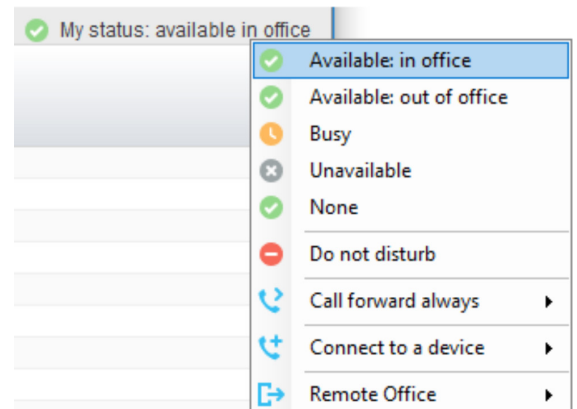 My status: available in office
Available: in office
Available: out of office
Busy
Unavailable
None
Do not disturb
Call forward always
Connect to a device
Remote Office